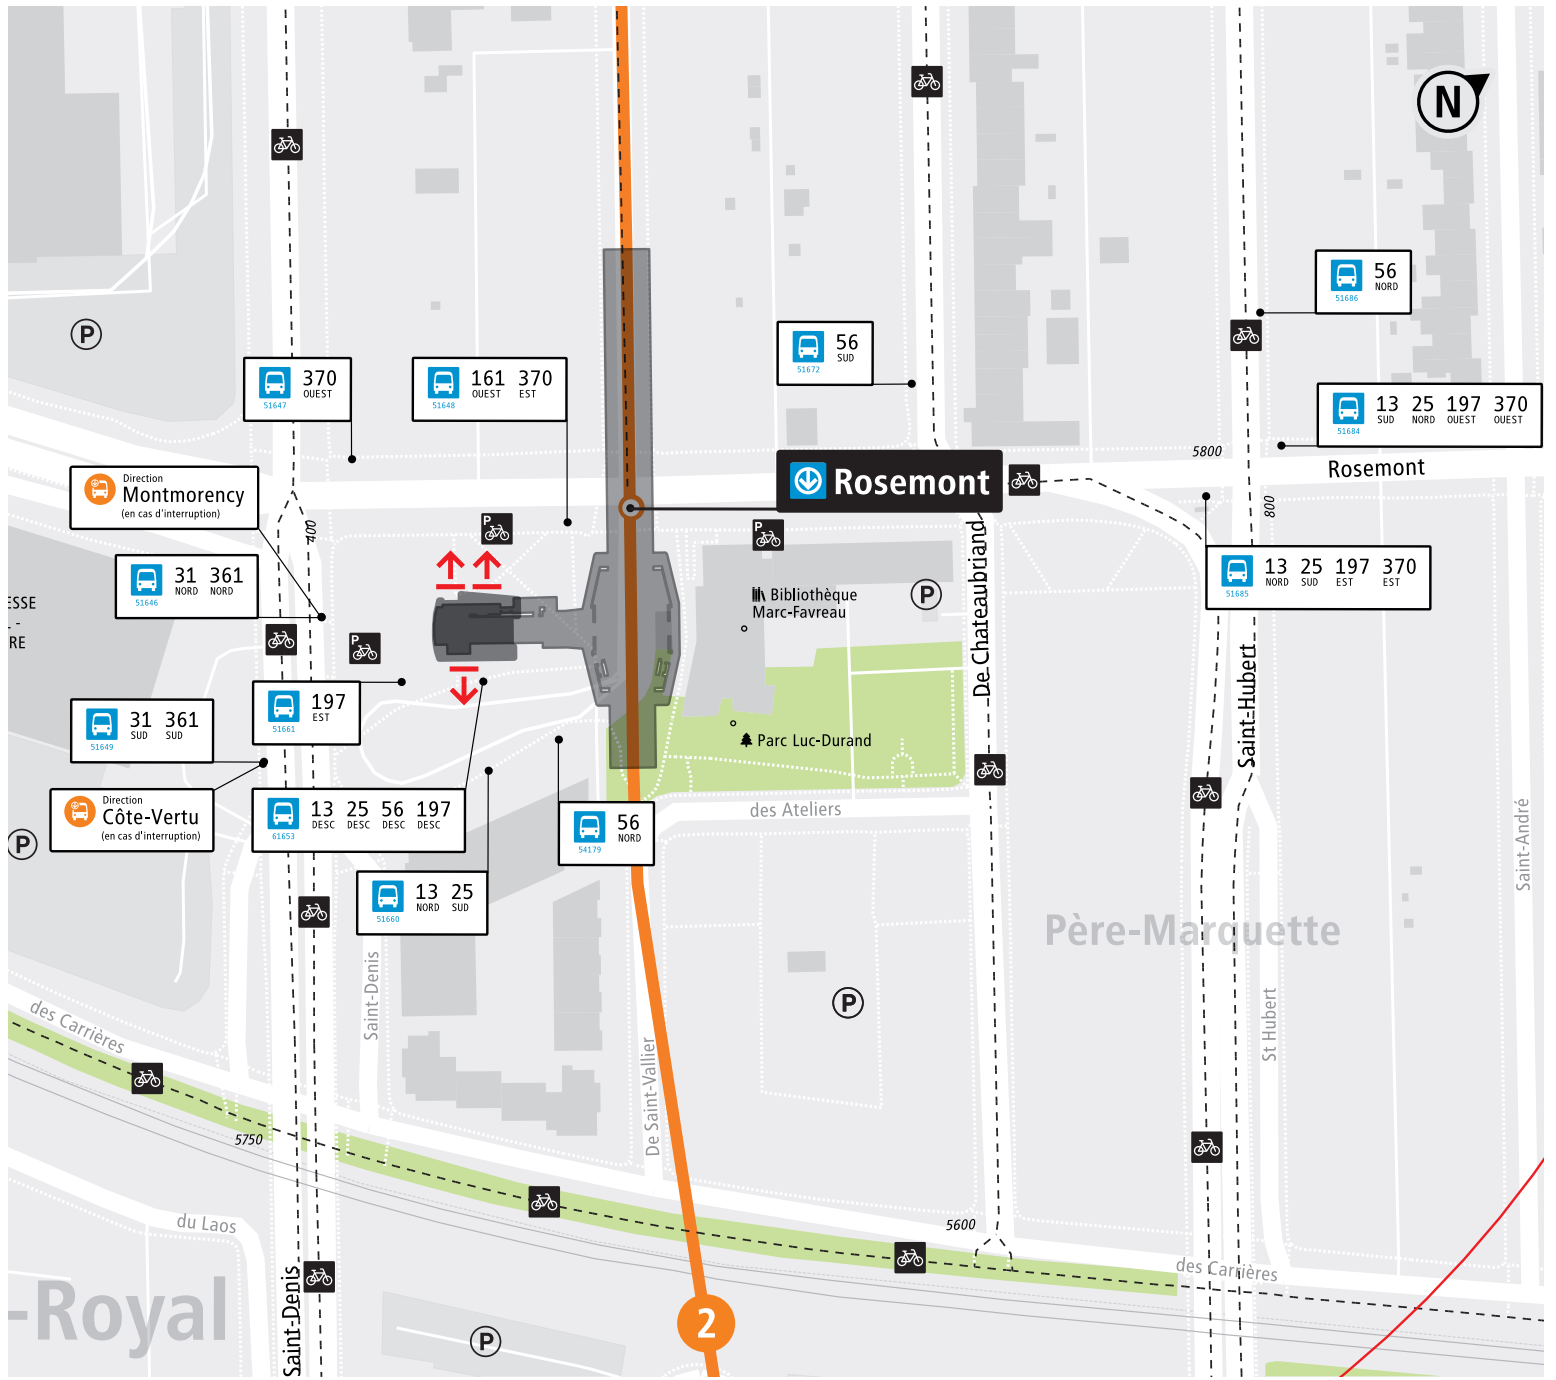 N
P
56
NORD
51686
56
SUD
51672
370
OUEST
51647
161 370
OUEST EST
51648
13 25 197 370
SUD NORD OUEST OUEST
51684
5800
Rosemont
Rosemont
Direction
Montmorency
(en cas d'interruption)
400
800
P
P
31 361
NORD NORD
51646
13 25 197 370
NORD SUD EST EST
51685
ESSE
L -
RE
Bibliothèque
Marc-Favreau
P
De Chateaubriand
P
Saint-Hubert
197
EST
51661
31 361
SUD SUD
51649
Parc Luc-Durand
Direction
Côte-Vertu
(en cas d'interruption)
13 25 56 197
DESC DESC DESC DESC
61653
56
NORD
54179
des Ateliers
P
Saint-André
13 25
NORD SUD
51660
Père-Marquette
Saint-Denis
P
des Carrières
St Hubert
De Saint-Vallier
5750
du Laos
5600
des Carrières
-Royal
Saint-Denis
2
P